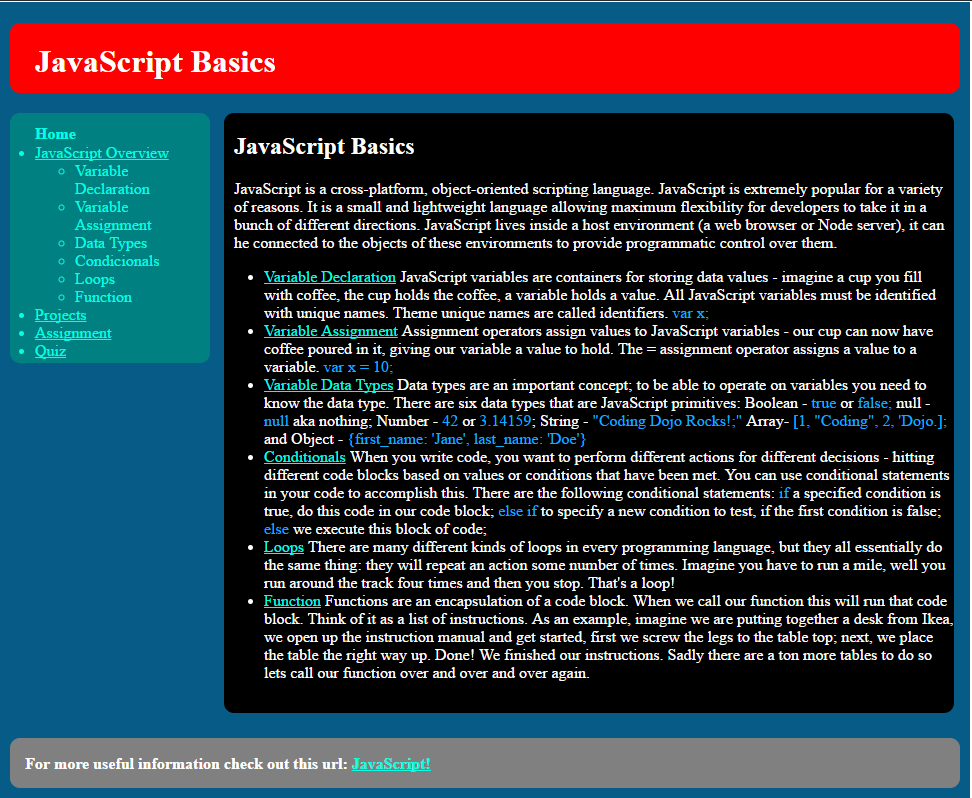 JavaScript Basics
Home
JavaScript Overview
Variable
Declaration
Variable
Assignment
Data Types
Condicionals
Loops
Function
Projects
Assignment
Quiz
JavaScript Basics
JavaScript is a cross-platform, object-oriented scripting language. JavaScript is extremely popular for a variety
of reasons. It is a small and lightweight language allowing maximum flexibility for developers to take it in a
bunch of different directions. JavaScript lives inside a host environment (a web browser or Node server), it can
he connected to the objects of these environments to provide programmatic control over them.
Variable Declaration JavaScript variables are containers for storing data values - imagine a cup you fill
with coffee, the cup holds the coffee, a variable holds a value. All JavaScript variables must be identified
with unique names. Theme unique names are called identifiers. var x;
Variable Assignment Assignment operators assign values to JavaScript variables - our cup can now have
coffee poured in it, giving our variable a value to hold. The = assignment operator assigns a value to a
variable. var x = 10;
Variable Data Types Data types are an important concept; to be able to operate on variables you need to
know the data type. There are six data types that are JavaScript primitives: Boolean - true or false; null -
null aka nothing; Number - 42 or 3.14159; String - "Coding Dojo Rocks!;" Array- [1, "Coding", 2, 'Dojo.];
and Object - {first_name: 'Jane', last_name: 'Doe'}
Conditionals When you write code, you want to perform different actions for different decisions - hitting
different code blocks based on values or conditions that have been met. You can use conditional statements
in your code to accomplish this. There are the following conditional statements: if a specified condition is
true, do this code in our code block; else if to specify a new condition to test, if the first condition is false;
else we execute this block of code;
Loops There are many different kinds of loops in every programming language, but they all essentially do
the same thing: they will repeat an action some number of times. Imagine you have to run a mile, well you
run around the track four times and then you stop. That's a loop!
Function Functions are an encapsulation of a code block. When we call our function this will run that code
block. Think of it as a list of instructions. As an example, imagine we are putting together a desk from Ikea,
we open up the instruction manual and get started, first we screw the legs to the table top; next, we place
the table the right way up. Done! We finished our instructions. Sadly there are a ton more tables to do so
lets call our function over and over and over again.
For more useful information check out this url: JavaScript!